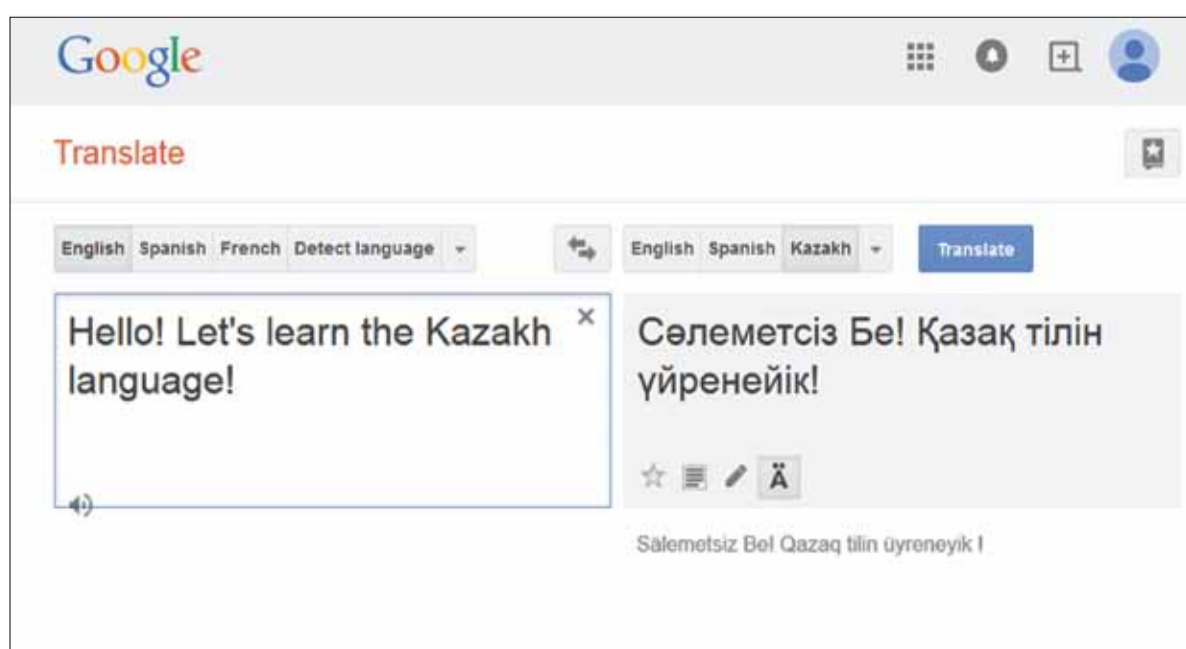 Google
Translate
English Spanish French Detect language
English Spanish Kazakh
Translate
Hello! Let's learn the Kazakh
language!
Сәлеметсіз Бе! Қазақ тілін
үйренейік!
Ä
Sälemetsiz Be! Qazaq tilin üyreneyik !